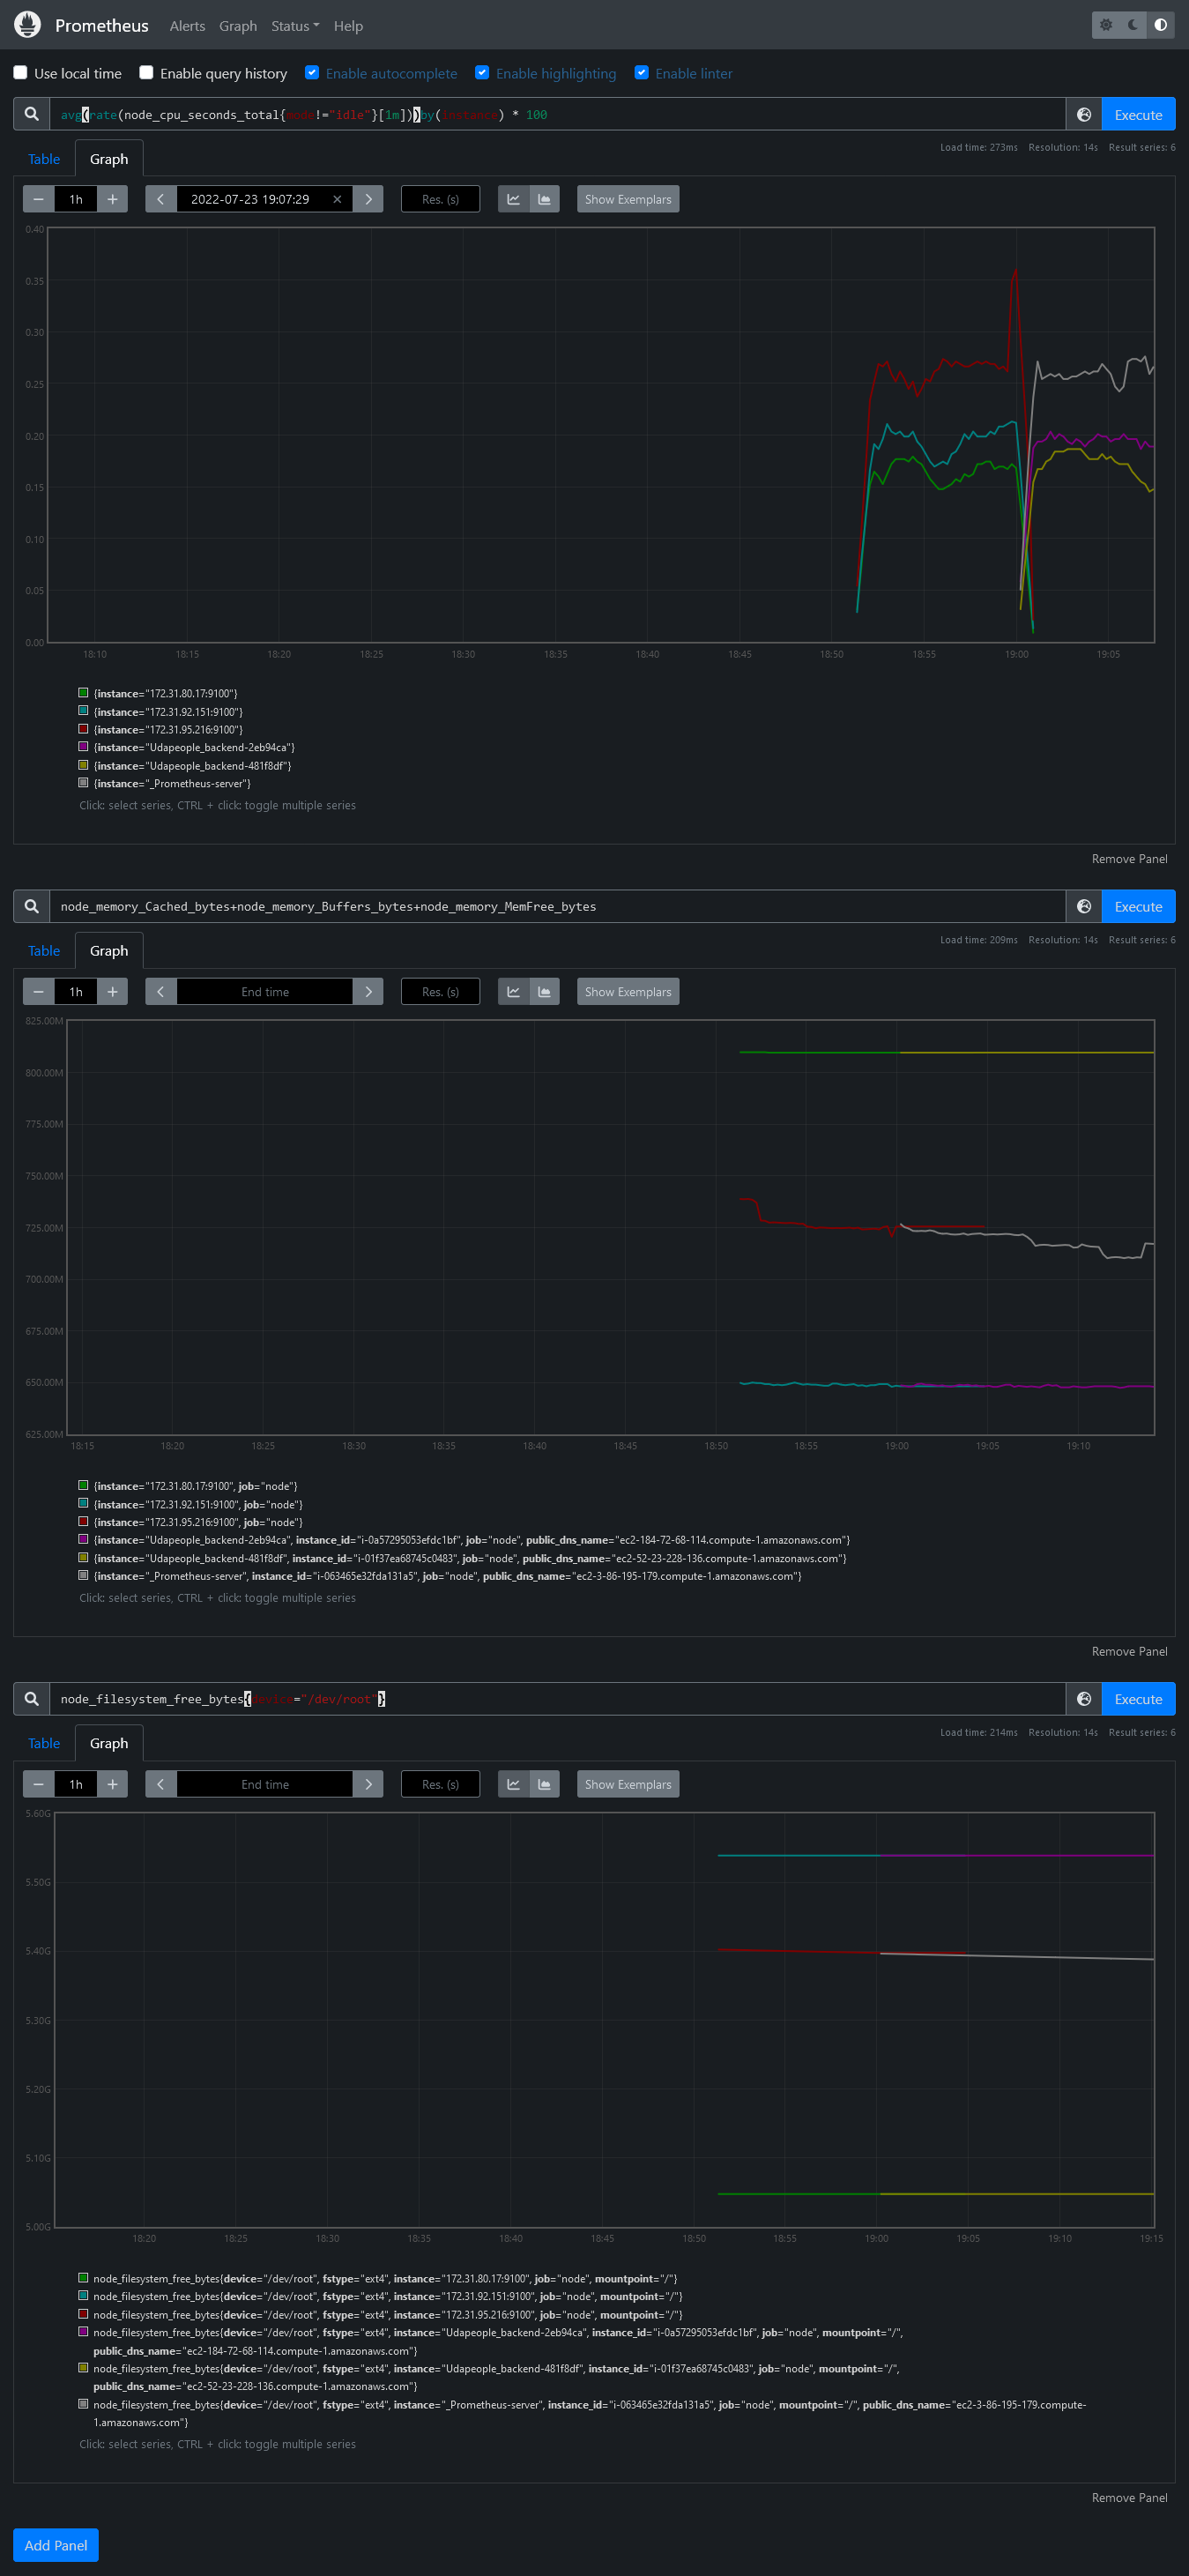 Prometheus Alerts Graph Status Help
Use local time Enable query history Enable autocomplete Enable highlighting Enable linter
avg(rate(node_cpu_seconds_total{mode!="idle"}[1m]))by(instance) * 100
Execute
Table Graph
Load time: 273ms Resolution: 14s Result series: 6
1h 2022-07-23 19:07:29 Res. (s) Show Exemplars
0.40
0.35
0.30
0.25
0.20
0.15
0.10
0.05
0.00
18:10 18:15 18:20 18:25 18:30 18:35 18:40 18:45 18:50 18:55 19:00 19:05
{instance="172.31.80.17:9100"}
{instance="172.31.92.151:9100"}
{instance="172.31.95.216:9100"}
{instance="Udapeople_backend-2eb94ca"}
{instance="Udapeople_backend-481f8df"}
{instance="_Prometheus-server"}
Click: select series, CTRL + click: toggle multiple series
Remove Panel
node_memory_Cached_bytes+node_memory_Buffers_bytes+node_memory_MemFree_bytes
Execute
Table Graph
Load time: 209ms Resolution: 14s Result series: 6
1h End time Res. (s) Show Exemplars
825.00M
800.00M
775.00M
750.00M
725.00M
700.00M
675.00M
650.00M
625.00M
18:15 18:20 18:25 18:30 18:35 18:40 18:45 18:50 18:55 19:00 19:05 19:10
{instance="172.31.80.17:9100", job="node"}
{instance="172.31.92.151:9100", job="node"}
{instance="172.31.95.216:9100", job="node"}
{instance="Udapeople_backend-2eb94ca", instance_id="i-0a57295053efdc1bf", job="node", public_dns_name="ec2-184-72-68-114.compute-1.amazonaws.com"}
{instance="Udapeople_backend-481f8df", instance_id="i-01f37ea68745c0483", job="node", public_dns_name="ec2-52-23-228-136.compute-1.amazonaws.com"}
{instance="_Prometheus-server", instance_id="i-063465e32fda131a5", job="node", public_dns_name="ec2-3-86-195-179.compute-1.amazonaws.com"}
Click: select series, CTRL + click: toggle multiple series
Remove Panel
node_filesystem_free_bytes{device="/dev/root"}
Execute
Table Graph
Load time: 214ms Resolution: 14s Result series: 6
1h End time Res. (s) Show Exemplars
5.60G
5.50G
5.40G
5.30G
5.20G
5.10G
5.00G
18:20 18:25 18:30 18:35 18:40 18:45 18:50 18:55 19:00 19:05 19:10 19:15
node_filesystem_free_bytes{device="/dev/root", fstype="ext4", instance="172.31.80.17:9100", job="node", mountpoint="/"}
node_filesystem_free_bytes{device="/dev/root", fstype="ext4", instance="172.31.92.151:9100", job="node", mountpoint="/"}
node_filesystem_free_bytes{device="/dev/root", fstype="ext4", instance="172.31.95.216:9100", job="node", mountpoint="/"}
node_filesystem_free_bytes{device="/dev/root", fstype="ext4", instance="Udapeople_backend-2eb94ca", instance_id="i-0a57295053efdc1bf", job="node", mountpoint="/",
public_dns_name="ec2-184-72-68-114.compute-1.amazonaws.com"}
node_filesystem_free_bytes{device="/dev/root", fstype="ext4", instance="Udapeople_backend-481f8df", instance_id="i-01f37ea68745c0483", job="node", mountpoint="/",
public_dns_name="ec2-52-23-228-136.compute-1.amazonaws.com"}
node_filesystem_free_bytes{device="/dev/root", fstype="ext4", instance="_Prometheus-server", instance_id="i-063465e32fda131a5", job="node", mountpoint="/", public_dns_name="ec2-3-86-195-179.compute-
1.amazonaws.com"}
Click: select series, CTRL + click: toggle multiple series
Remove Panel
Add Panel